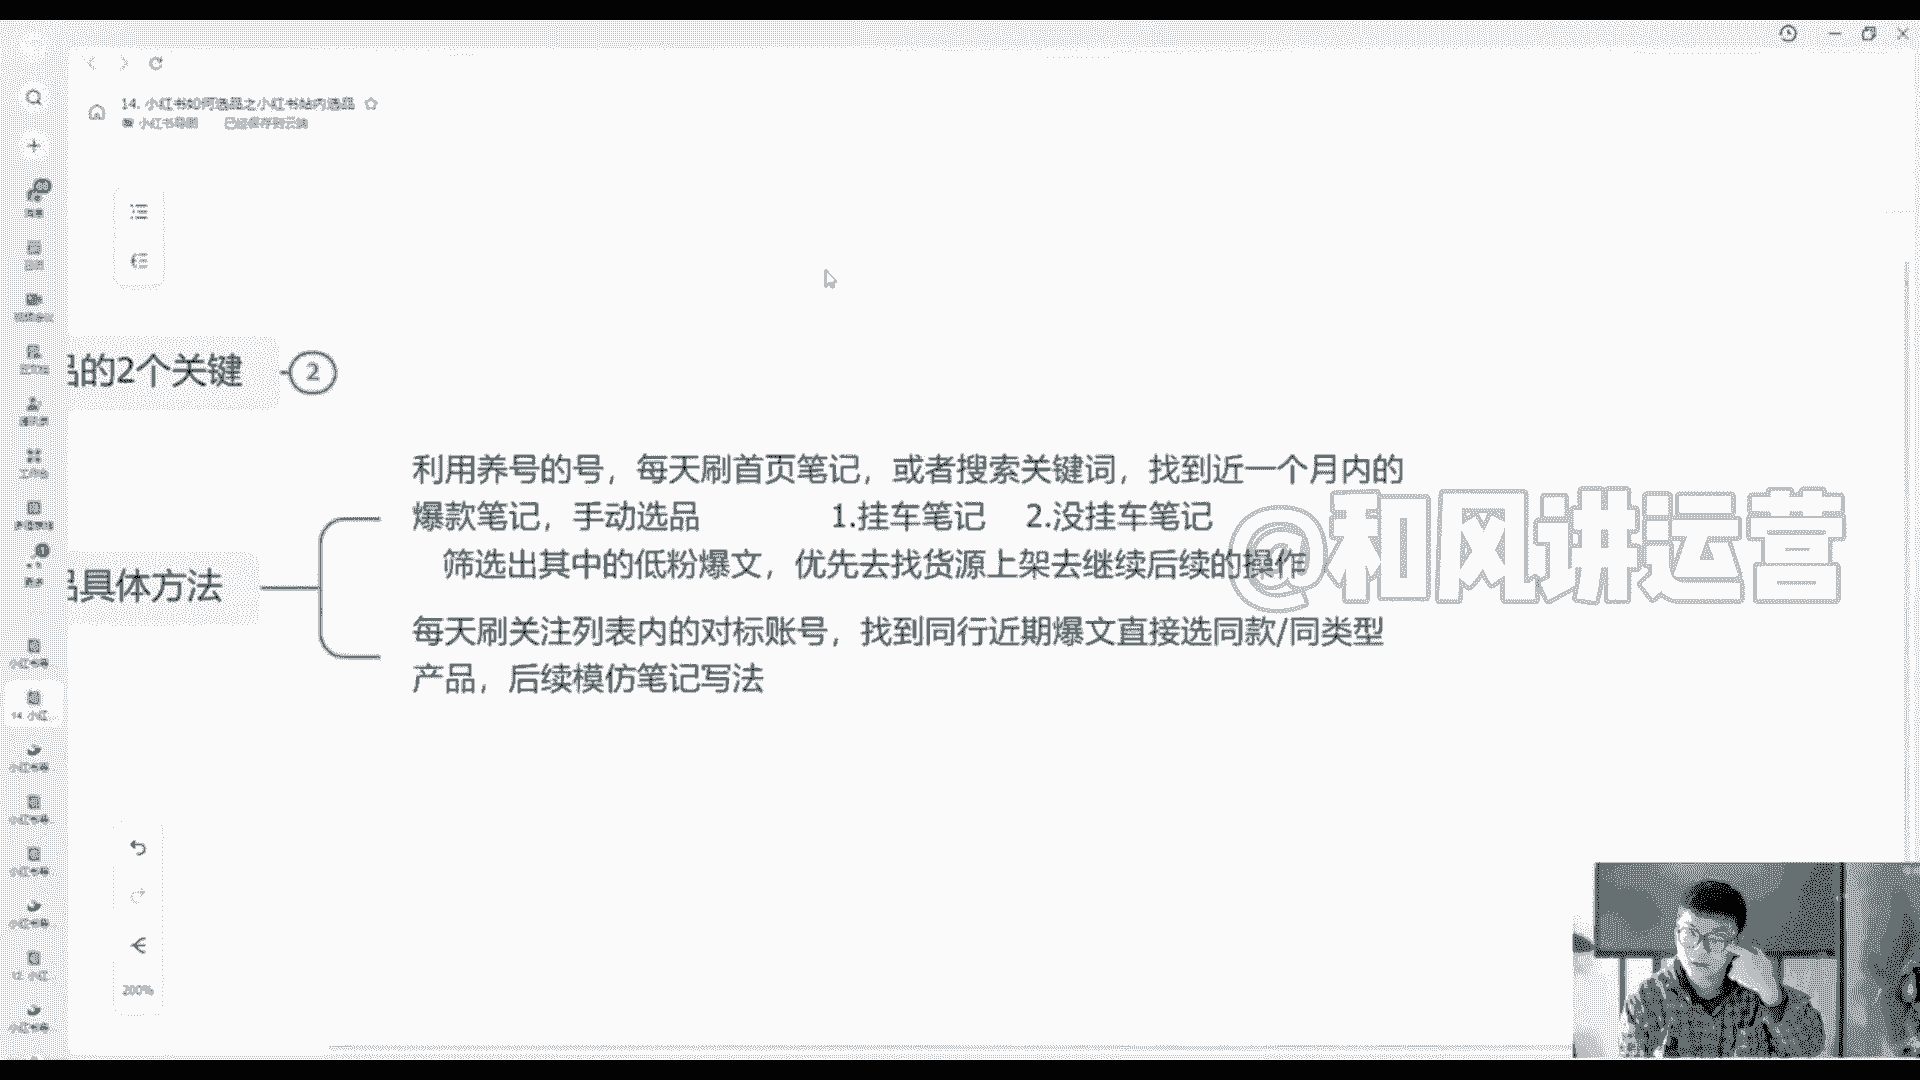 14. 小红书如何选品之小红书站内选品
小红书导图 已经保存到云端
品的2个关键
2
利用养号的号，每天刷首页笔记，或者搜索关键词，找到近一个月内的
爆款笔记，手动选品 1.挂车笔记 2.没挂车笔记
筛选出其中的低粉爆文，优先去找货源上架去继续后续的操作
@和风讲运营
品具体方法
每天刷关注列表内的对标账号，找到同行近期爆文直接选同款/同类型
产品，后续模仿笔记写法
14. 小红...
12. 小红...
200%